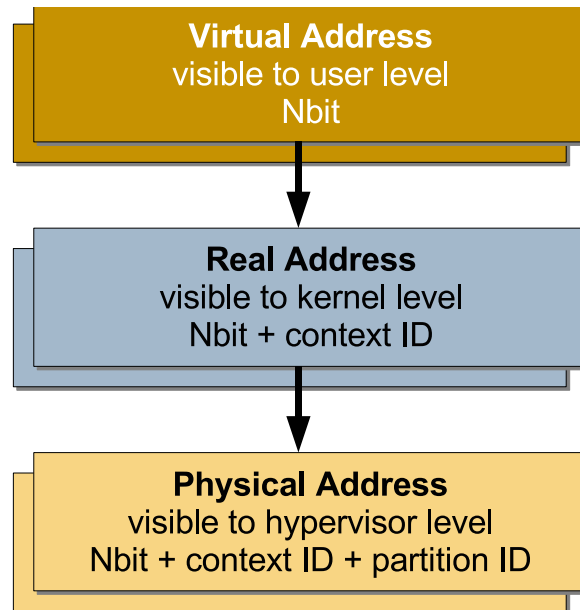 Virtual Address
visible to user level
Nbit
Real Address
visible to kernel level
Nbit + context ID
Physical Address
visible to hypervisor level
Nbit + context ID + partition ID